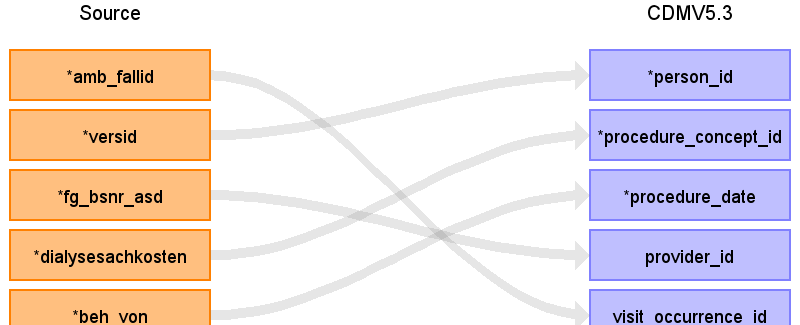 Source
CDMV5.3
*amb_fallid
*person_id
*versid
*procedure_concept_id
*fg_bsnr_asd
*procedure_date
*dialysesachkosten
provider_id
*beh_von
visit_occurrence_id